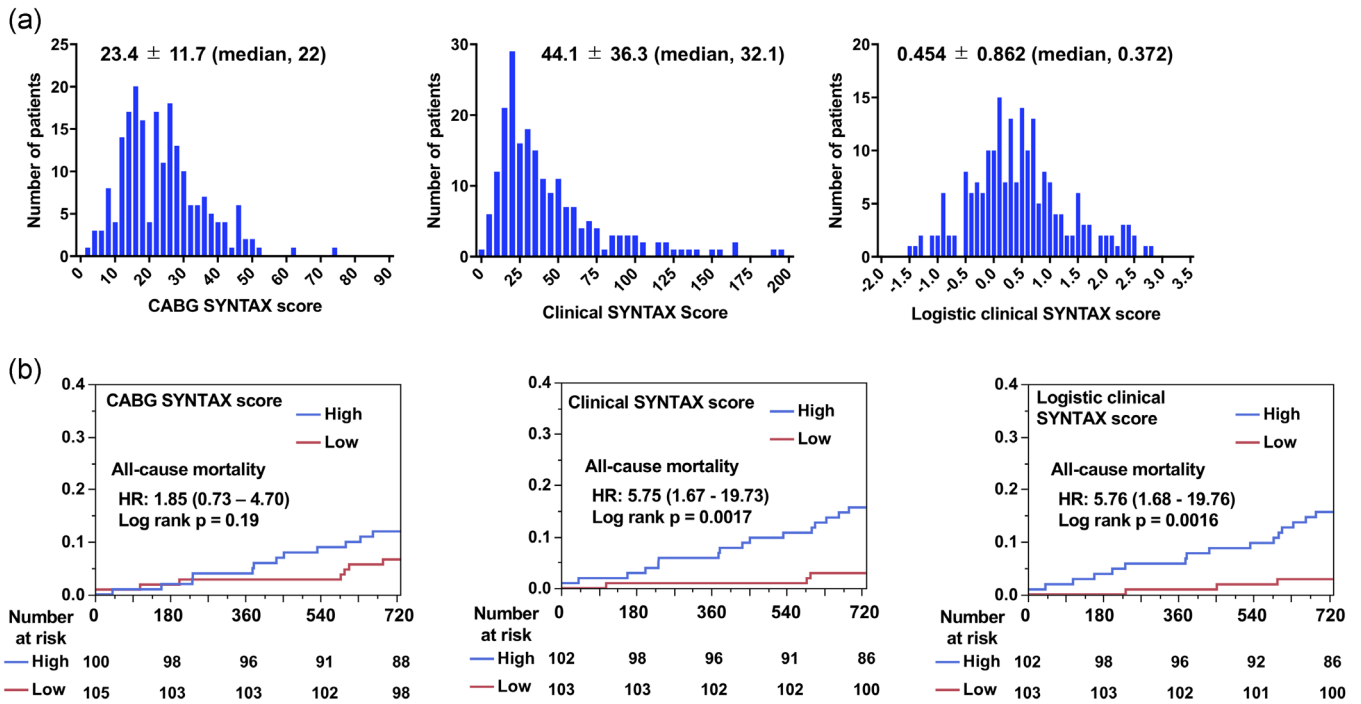 (a)
23.4 ± 11.7 (median, 22)
Number of patients
25
20
15
10
5
0
0 10 20 30 40 50 60 70 80 90
CABG SYNTAX score
44.1 ± 36.3 (median, 32.1)
Number of patients
30
20
10
0
0 25 50 75 100 125 150 175 200
Clinical SYNTAX Score
0.454 ± 0.862 (median, 0.372)
Number of patients
20
15
10
5
0
-2.0 -1.5 -1.0 -0.5 0.0 0.5 1.0 1.5 2.0 2.5 3.0 3.5
Logistic clinical SYNTAX score
(b)
0.4
0.3
0.2
0.1
0.0
CABG SYNTAX score
High
Low
All-cause mortality
HR: 1.85 (0.73 – 4.70)
Log rank p = 0.19
0 180 360 540 720
Number
at risk
High 100 98 96 91 88
Low 105 103 103 102 98
0.4
0.3
0.2
0.1
0.0
Clinical SYNTAX score
High
Low
All-cause mortality
HR: 5.75 (1.67 - 19.73)
Log rank p = 0.0017
0 180 360 540 720
Number
at risk
High 102 98 96 91 86
Low 103 103 102 102 100
0.4
0.3
0.2
0.1
0.0
Logistic clinical
SYNTAX score
High
Low
All-cause mortality
HR: 5.76 (1.68 - 19.76)
Log rank p = 0.0016
0 180 360 540 720
Number
at risk
High 102 98 96 92 86
Low 103 103 102 101 100